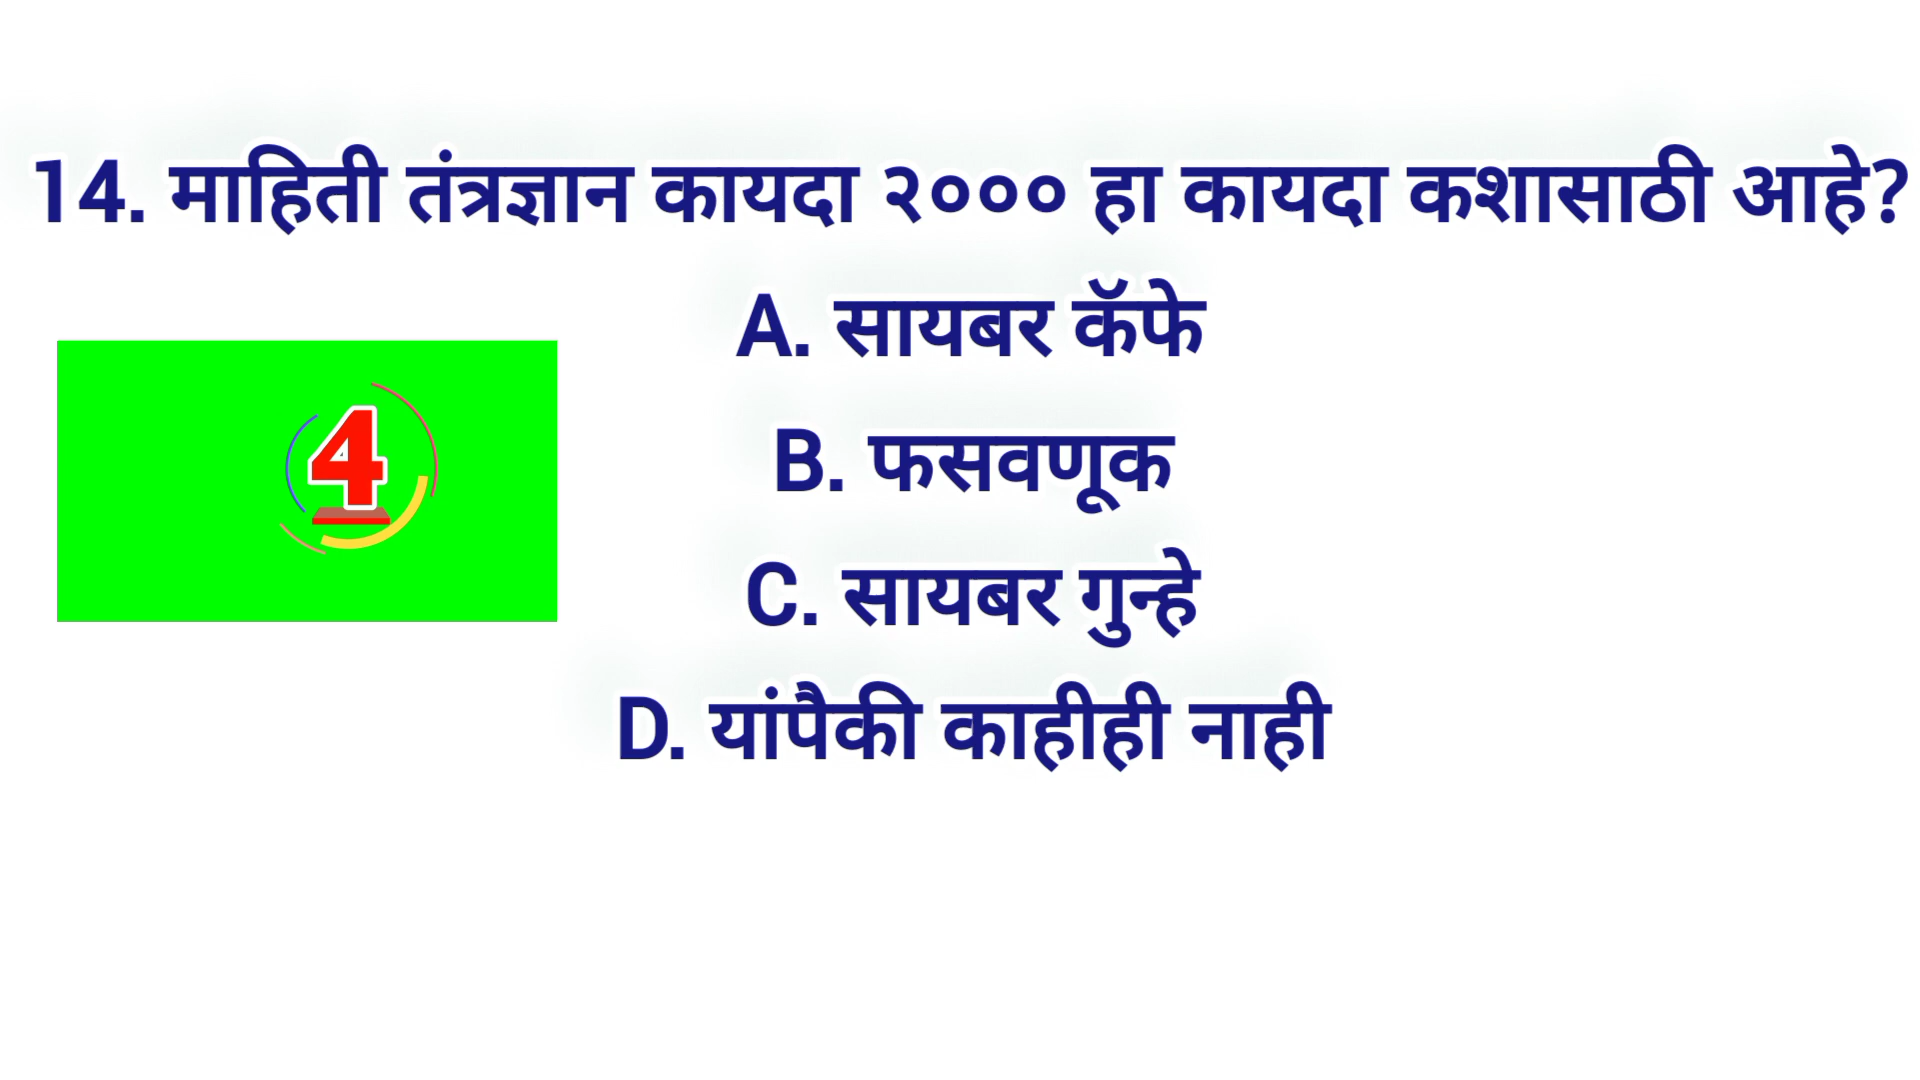 14. माहिती तंत्रज्ञान कायदा २००० हा कायदा कशासाठी आहे?
A. सायबर कॅफे
B. फसवणूक
4
C. सायबर गुन्हे
D. यांपैकी काहीही नाही